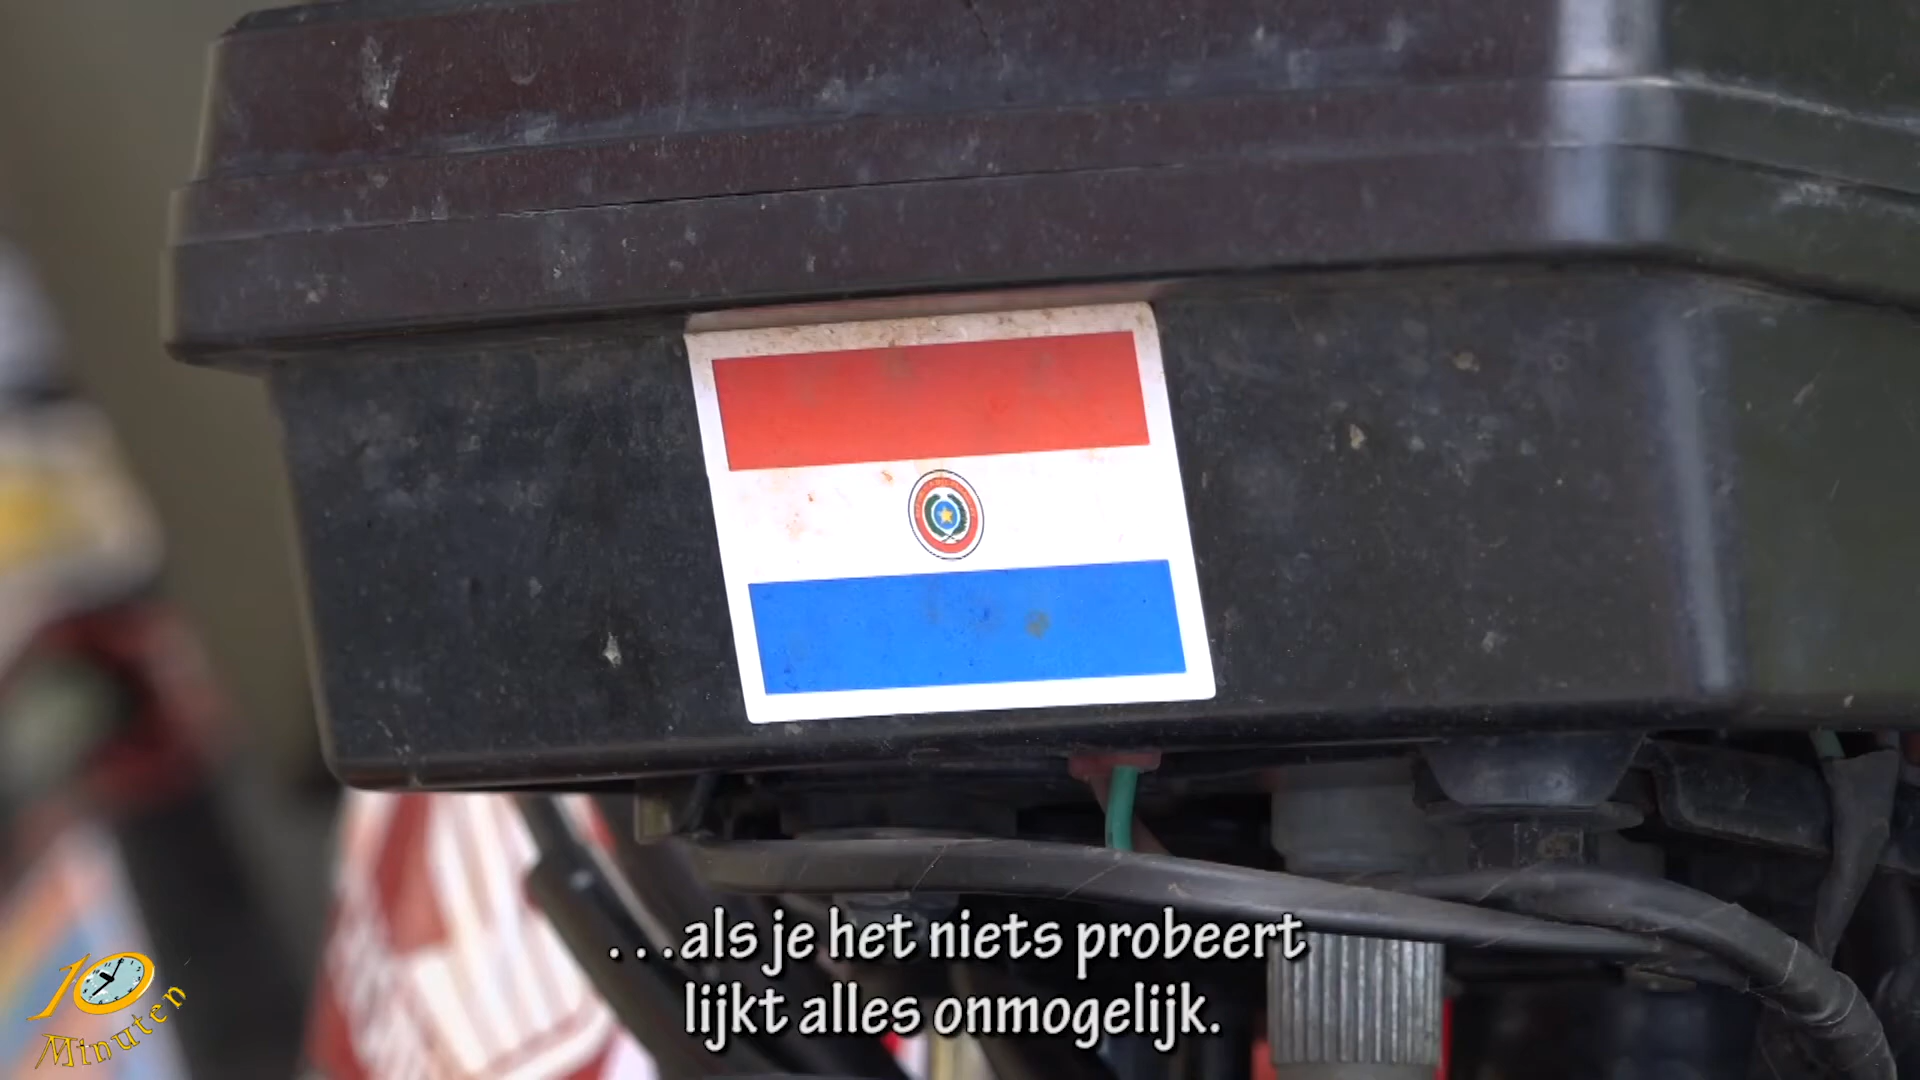 ...als je het niets probeert
lijkt alles onmogelijk.
10
Minuten